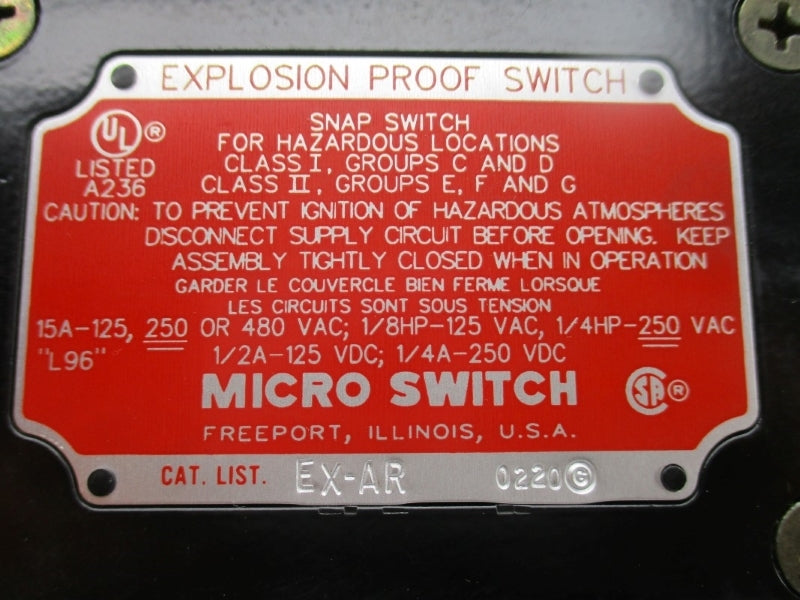 EXPLOSION PROOF SWITCH
UL ®
LISTED
A236
SNAP SWITCH
FOR HAZARDOUS LOCATIONS
CLASS I, GROUPS C AND D
CLASS II, GROUPS E, F AND G
CAUTION: TO PREVENT IGNITION OF HAZARDOUS ATMOSPHERES
DISCONNECT SUPPLY CIRCUIT BEFORE OPENING. KEEP
ASSEMBLY TIGHTLY CLOSED WHEN IN OPERATION
GARDER LE COUVERCLE BIEN FERME LORSQUE
LES CIRCUITS SONT SOUS TENSION
15A-125, 250 OR 480 VAC; 1/8HP-125 VAC, 1/4HP-250 VAC
"L96" 1/2A-125 VDC; 1/4A-250 VDC
MICRO SWITCH SA ®
FREEPORT, ILLINOIS, U.S.A.
CAT. LIST. EX-AR 0220 G